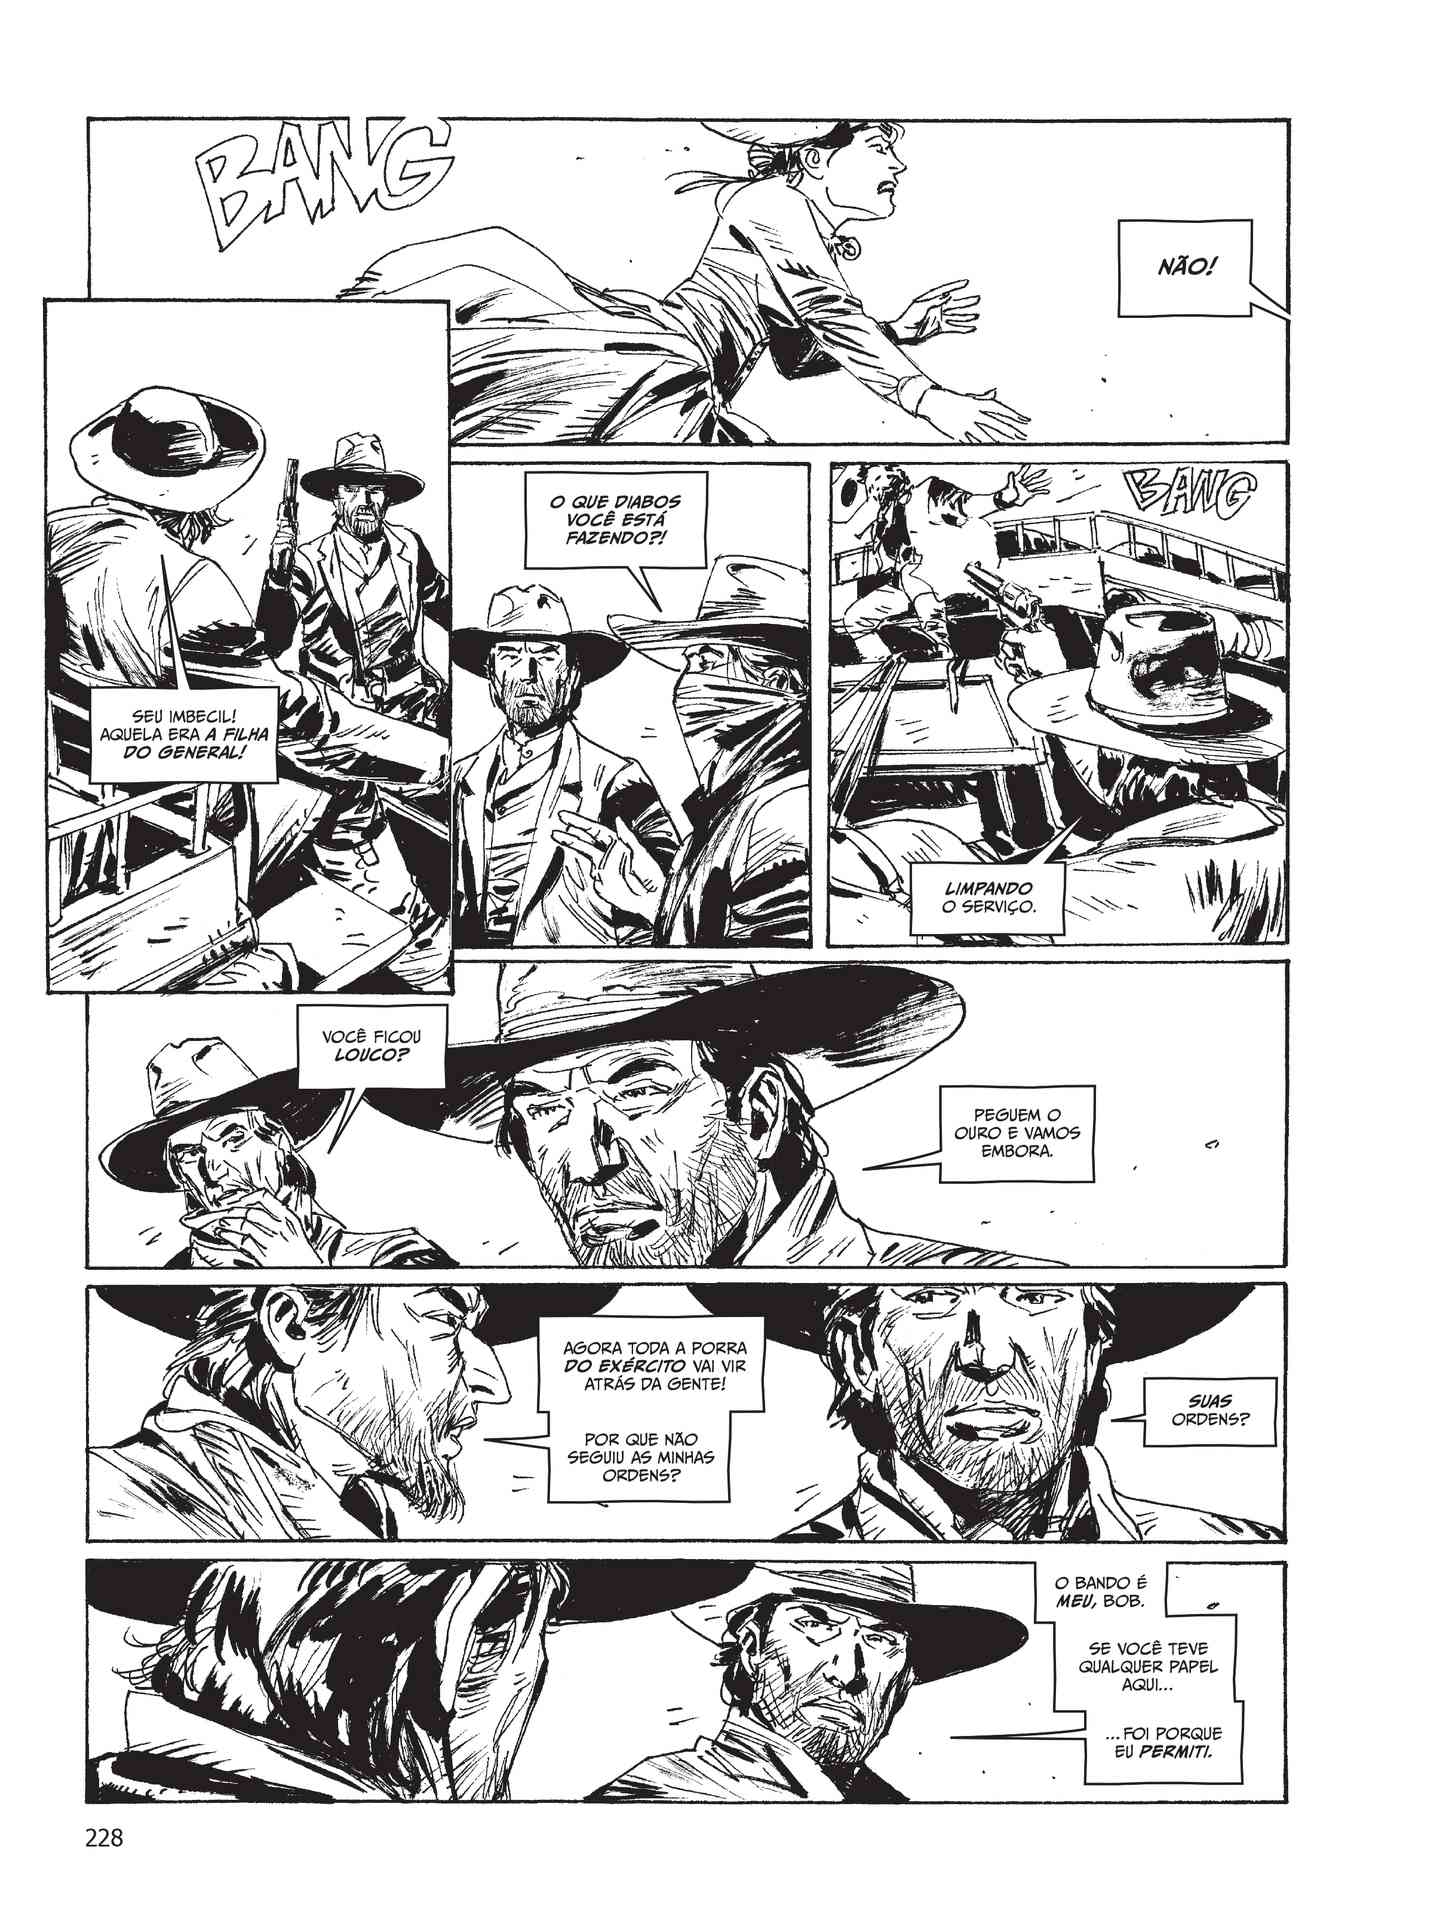 BANG
NÃO!
SEU IMBECIL!
AQUELA ERA A FILHA
DO GENERAL!
O QUE DIABOS
VOCÊ ESTÁ
FAZENDO?!
BANG
LIMPANDO
O SERVIÇO.
VOCÊ FICOU
LOUCO?
PEGUEM O
OURO E VAMOS
EMBORA.
AGORA TODA A PORRA
DO EXÉRCITO VAI VIR
ATRÁS DA GENTE!
POR QUE NÃO
SEGUIU AS MINHAS
ORDENS?
SUAS
ORDENS?
O BANDO É
MEU, BOB.
SE VOCÊ TEVE
QUALQUER PAPEL
AQUI...
...FOI PORQUE
EU PERMITI.
228